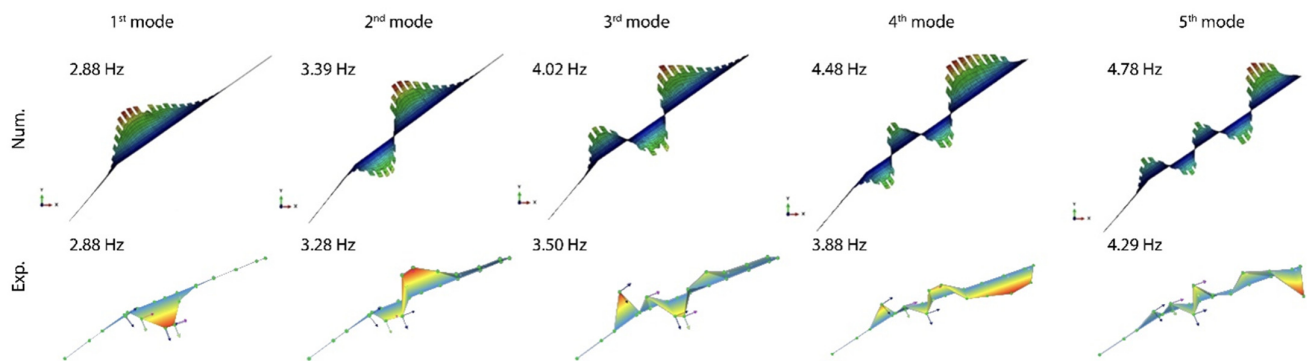 1st mode 2nd mode 3rd mode 4th mode 5th mode
Num.
2.88 Hz 3.39 Hz 4.02 Hz 4.48 Hz 4.78 Hz
Y X Y X Y X Y X Y X
Exp.
2.88 Hz 3.28 Hz 3.50 Hz 3.88 Hz 4.29 Hz